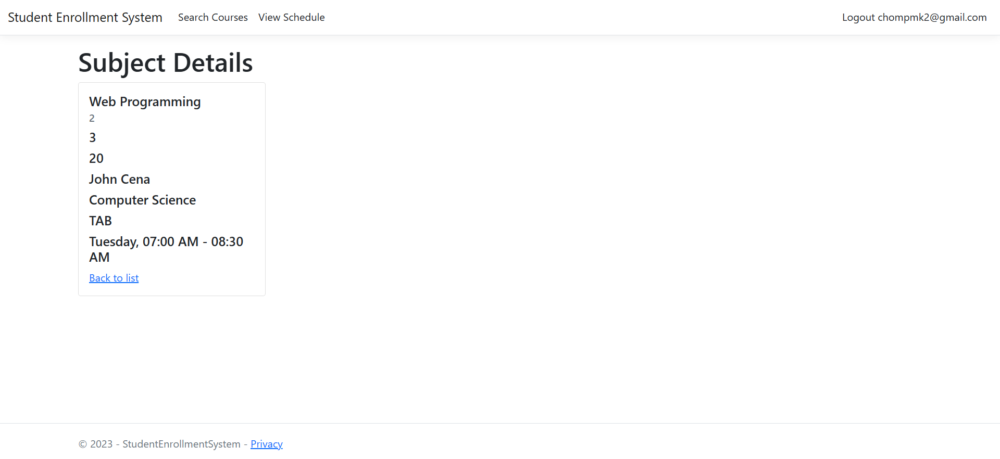 Student Enrollment System Search Courses View Schedule Logout chompmk2@gmail.com
Subject Details
Web Programming
2
3
20
John Cena
Computer Science
TAB
Tuesday, 07:00 AM - 08:30
AM
Back to list
© 2023 - StudentEnrollmentSystem - Privacy